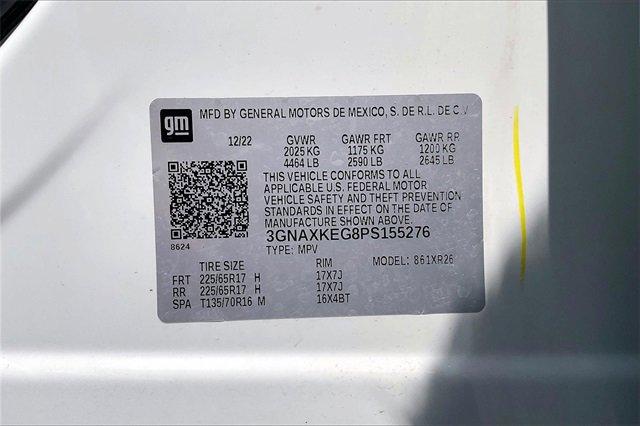 gm MFD BY GENERAL MOTORS DE MEXICO, S. DE R.L. DE C.V
12/22 GVWR GAWR FRT GAWR RR
2025 KG 1175 KG 1200 KG
4464 LB 2590 LB 2645 LB
THIS VEHICLE CONFORMS TO ALL
APPLICABLE U.S. FEDERAL MOTOR
VEHICLE SAFETY AND THEFT PREVENTION
STANDARDS IN EFFECT ON THE DATE
OF MANUFACTURE SHOWN ABOVE.
3GNAXKEG8PS155276
8624 TYPE: MPV
TIRE SIZE RIM MODEL: 861XR26
FRT 225/65R17 H 17X7J
RR 225/65R17 H 17X7J
SPA T135/70R16 M 16X4BT